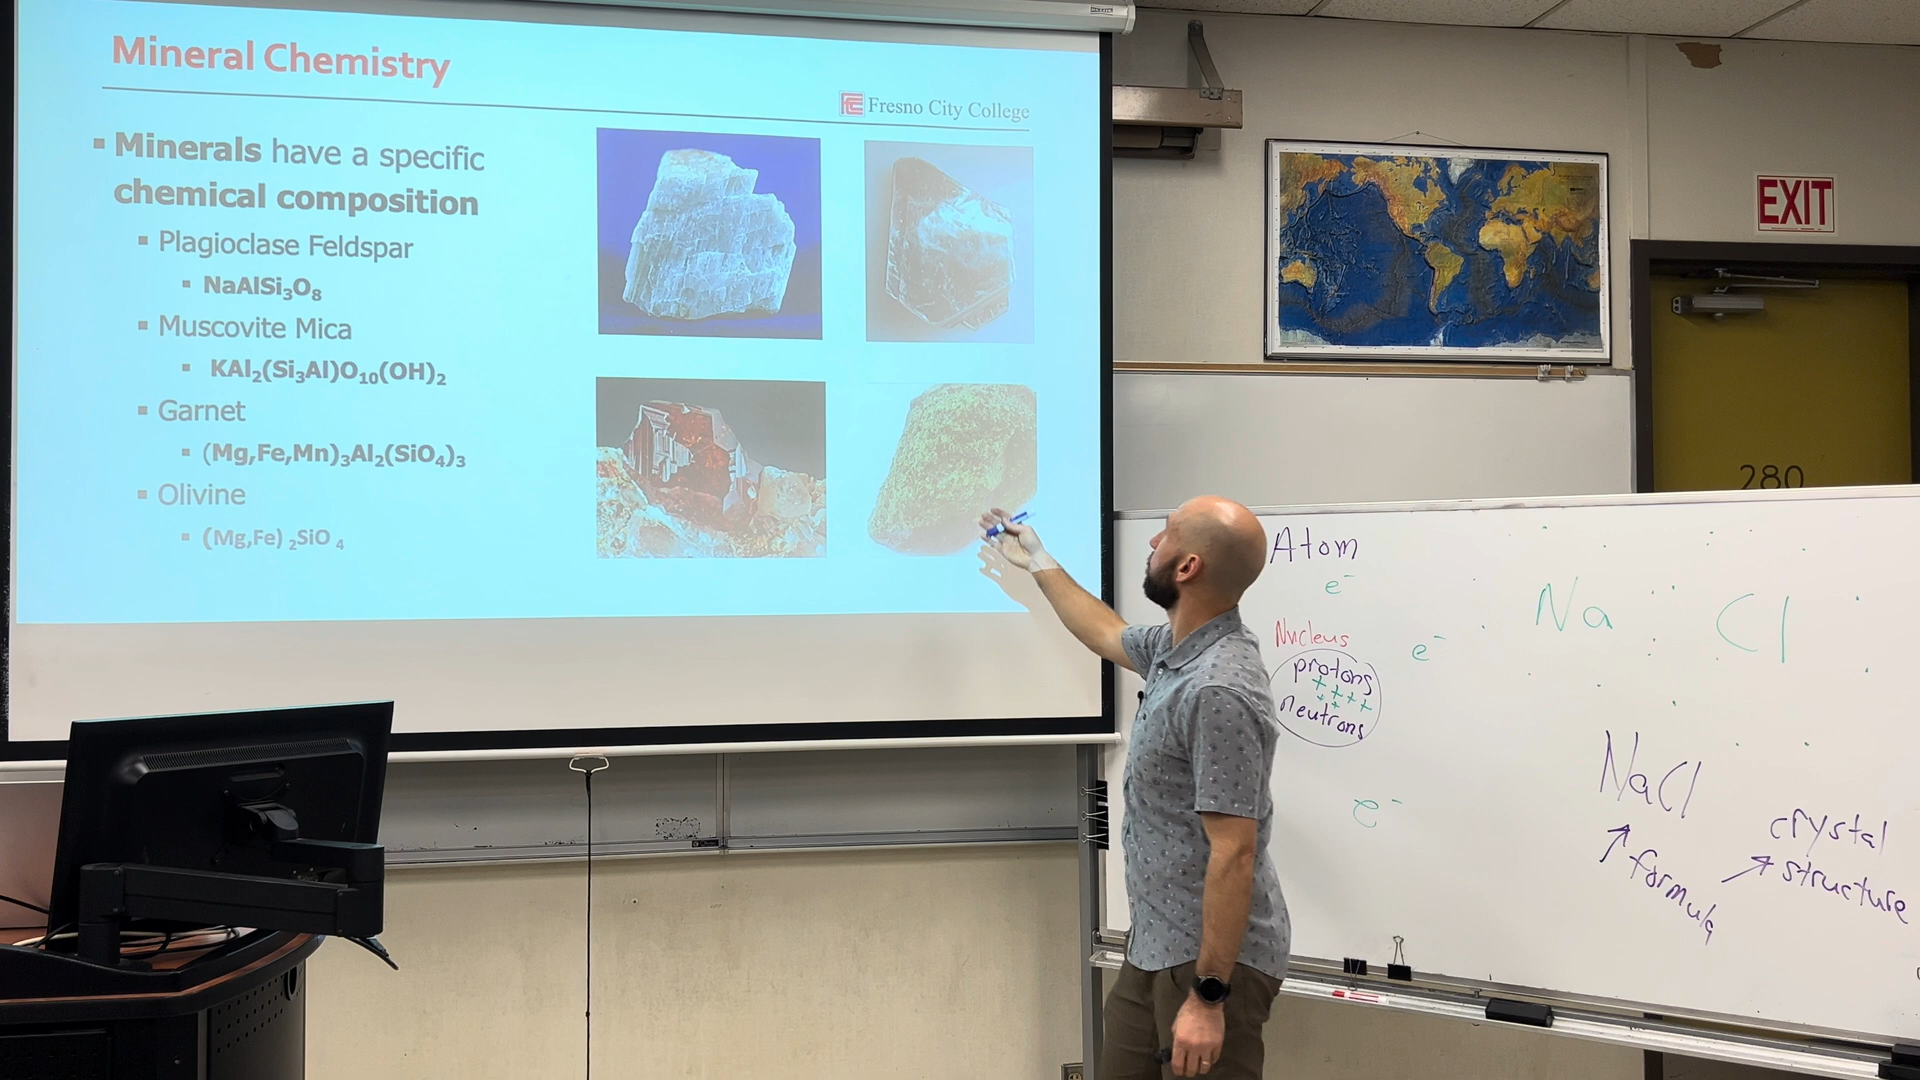 Mineral Chemistry
Fresno City College
▪ Minerals have a specific
chemical composition
▪ Plagioclase Feldspar
▪ NaAlSi₃O₈
▪ Muscovite Mica
▪ KAl₂(Si₃Al)O₁₀(OH)₂
▪ Garnet
▪ (Mg,Fe,Mn)₃Al₂(SiO₄)₃
▪ Olivine
▪ (Mg,Fe) ₂SiO ₄
EXIT
280
Atom
e⁻
Nucleus
protons
+ + + +
+ +
neutrons
e⁻
e⁻
Na Cl
NaCl
formula
crystal
structure